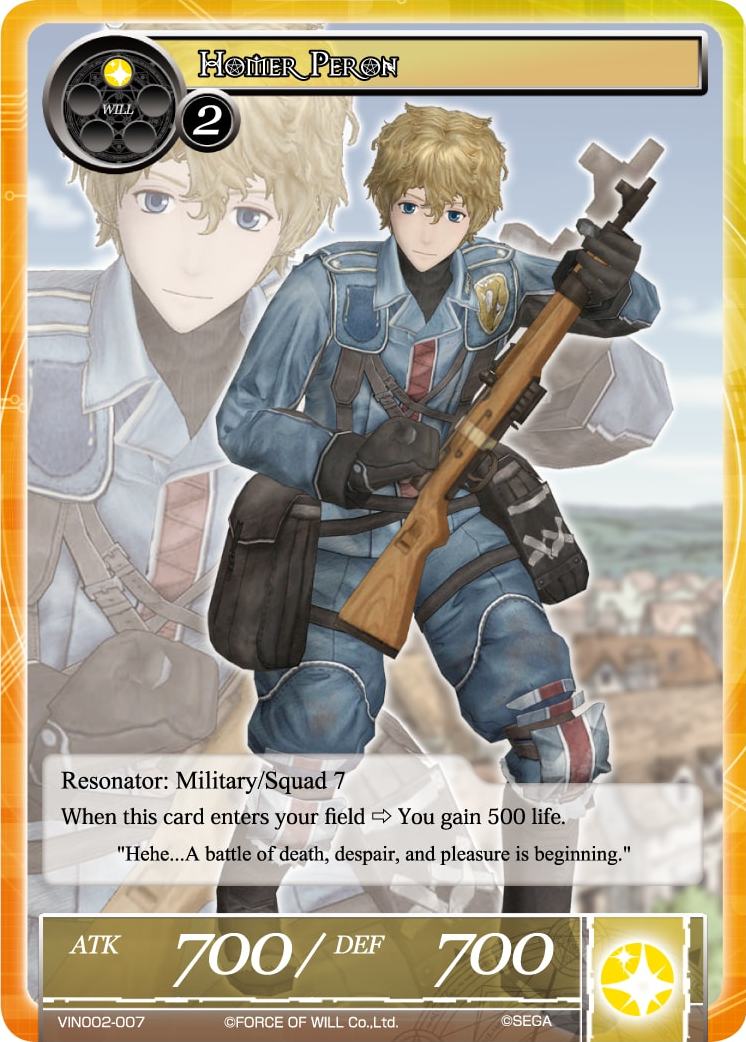 Homer Peron
WILL
2
Resonator: Military/Squad 7
When this card enters your field ⇨ You gain 500 life.
"Hehe...A battle of death, despair, and pleasure is beginning."
ATK 700 / DEF 700
VIN002-007 ©FORCE OF WILL Co.,Ltd. ©SEGA